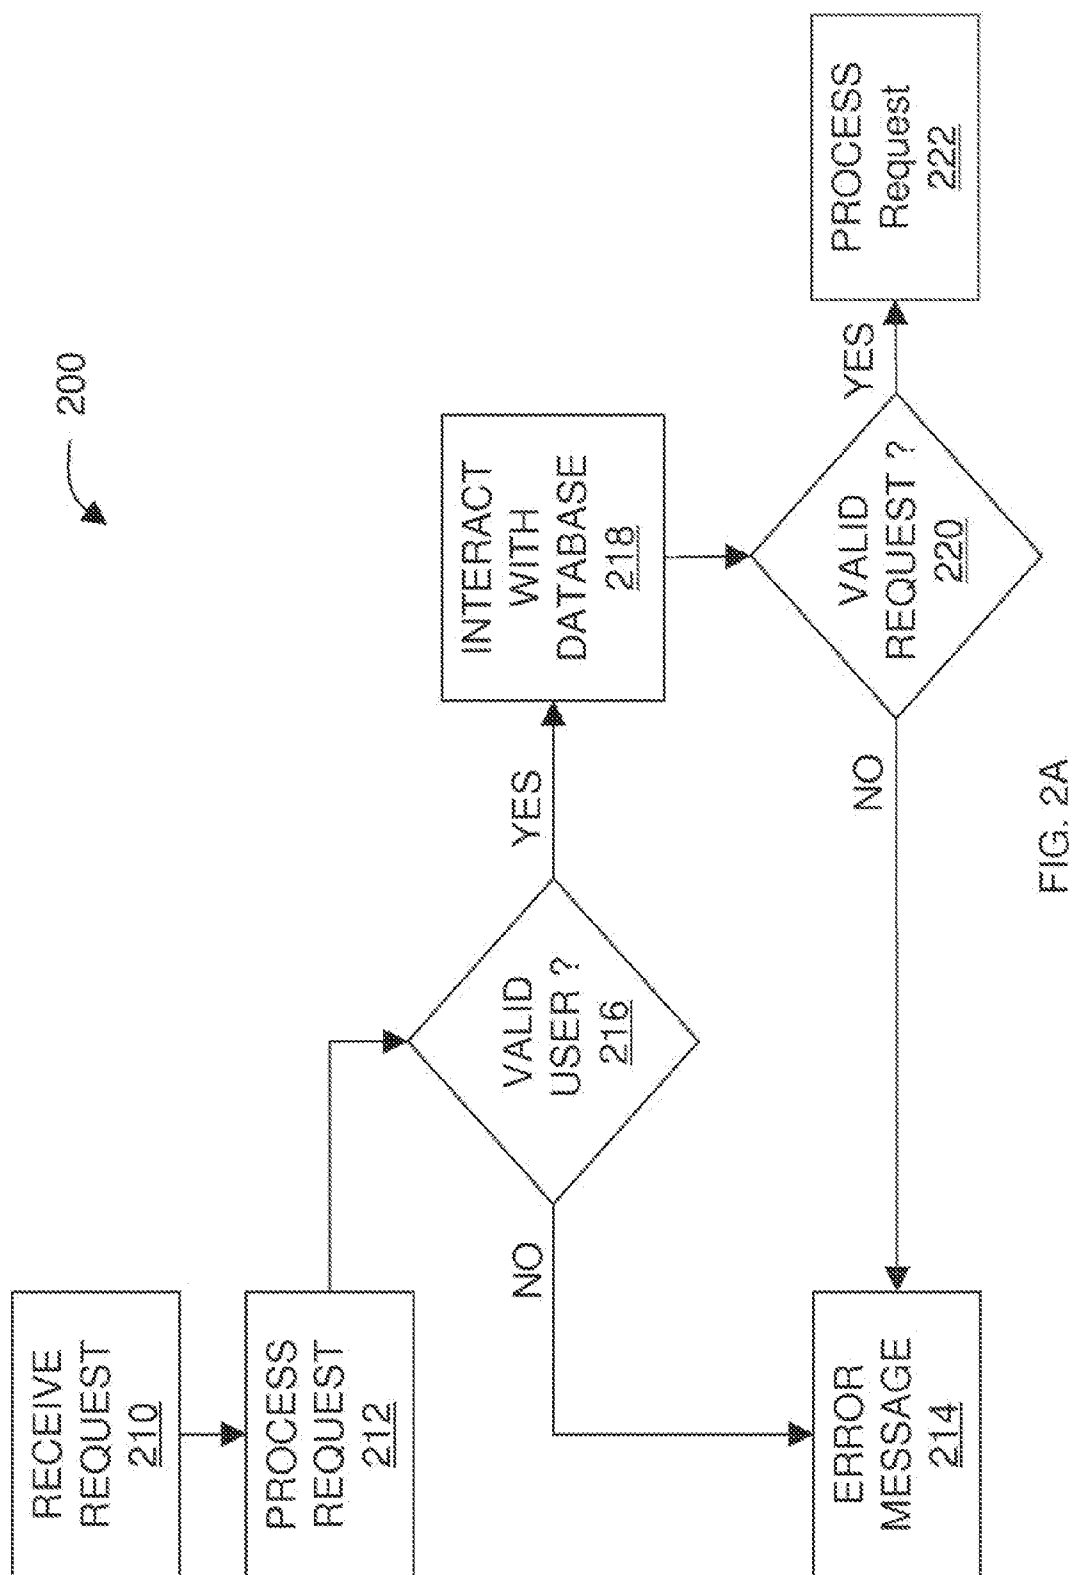 200
RECEIVE
REQUEST
210
PROCESS
REQUEST
212
VALID
USER ?
216
YES
NO
INTERACT
WITH
DATABASE
218
VALID
REQUEST ?
220
YES
NO
PROCESS
Request
222
ERROR
MESSAGE
214
FIG. 2A